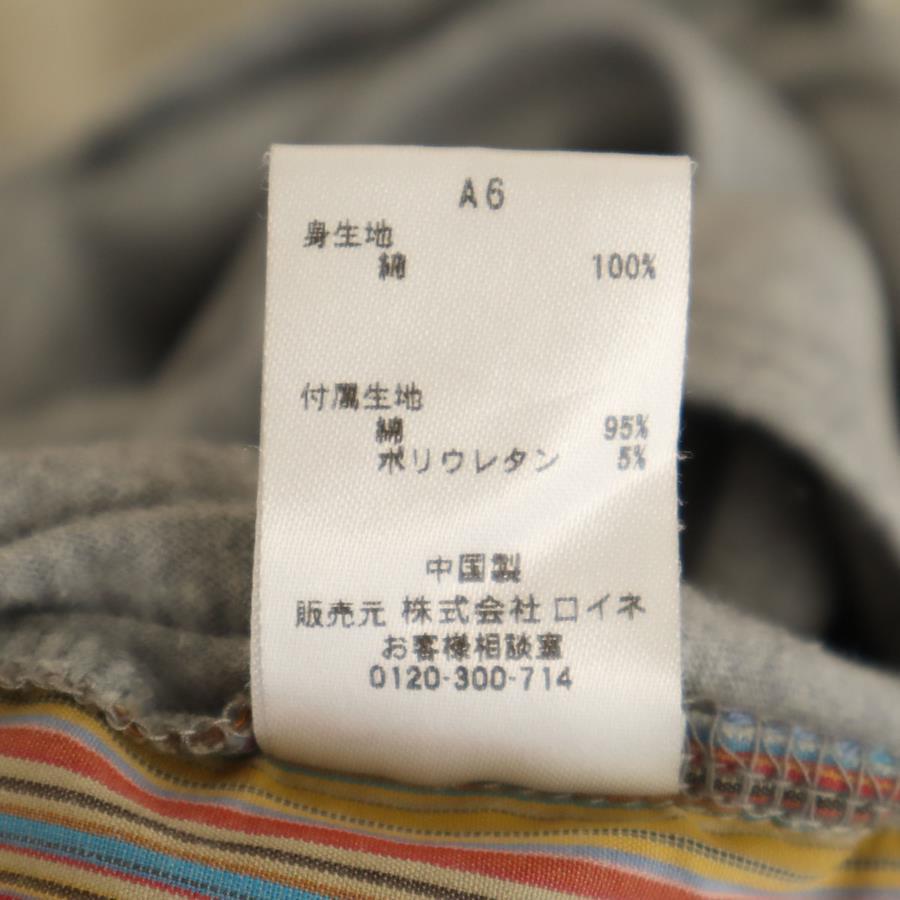 A6
身生地
綿 100%
付属生地
綿 95%
ポリウレタン 5%
中国製
販売元 株式会社 ロイネ
お客様相談室
0120-300-714